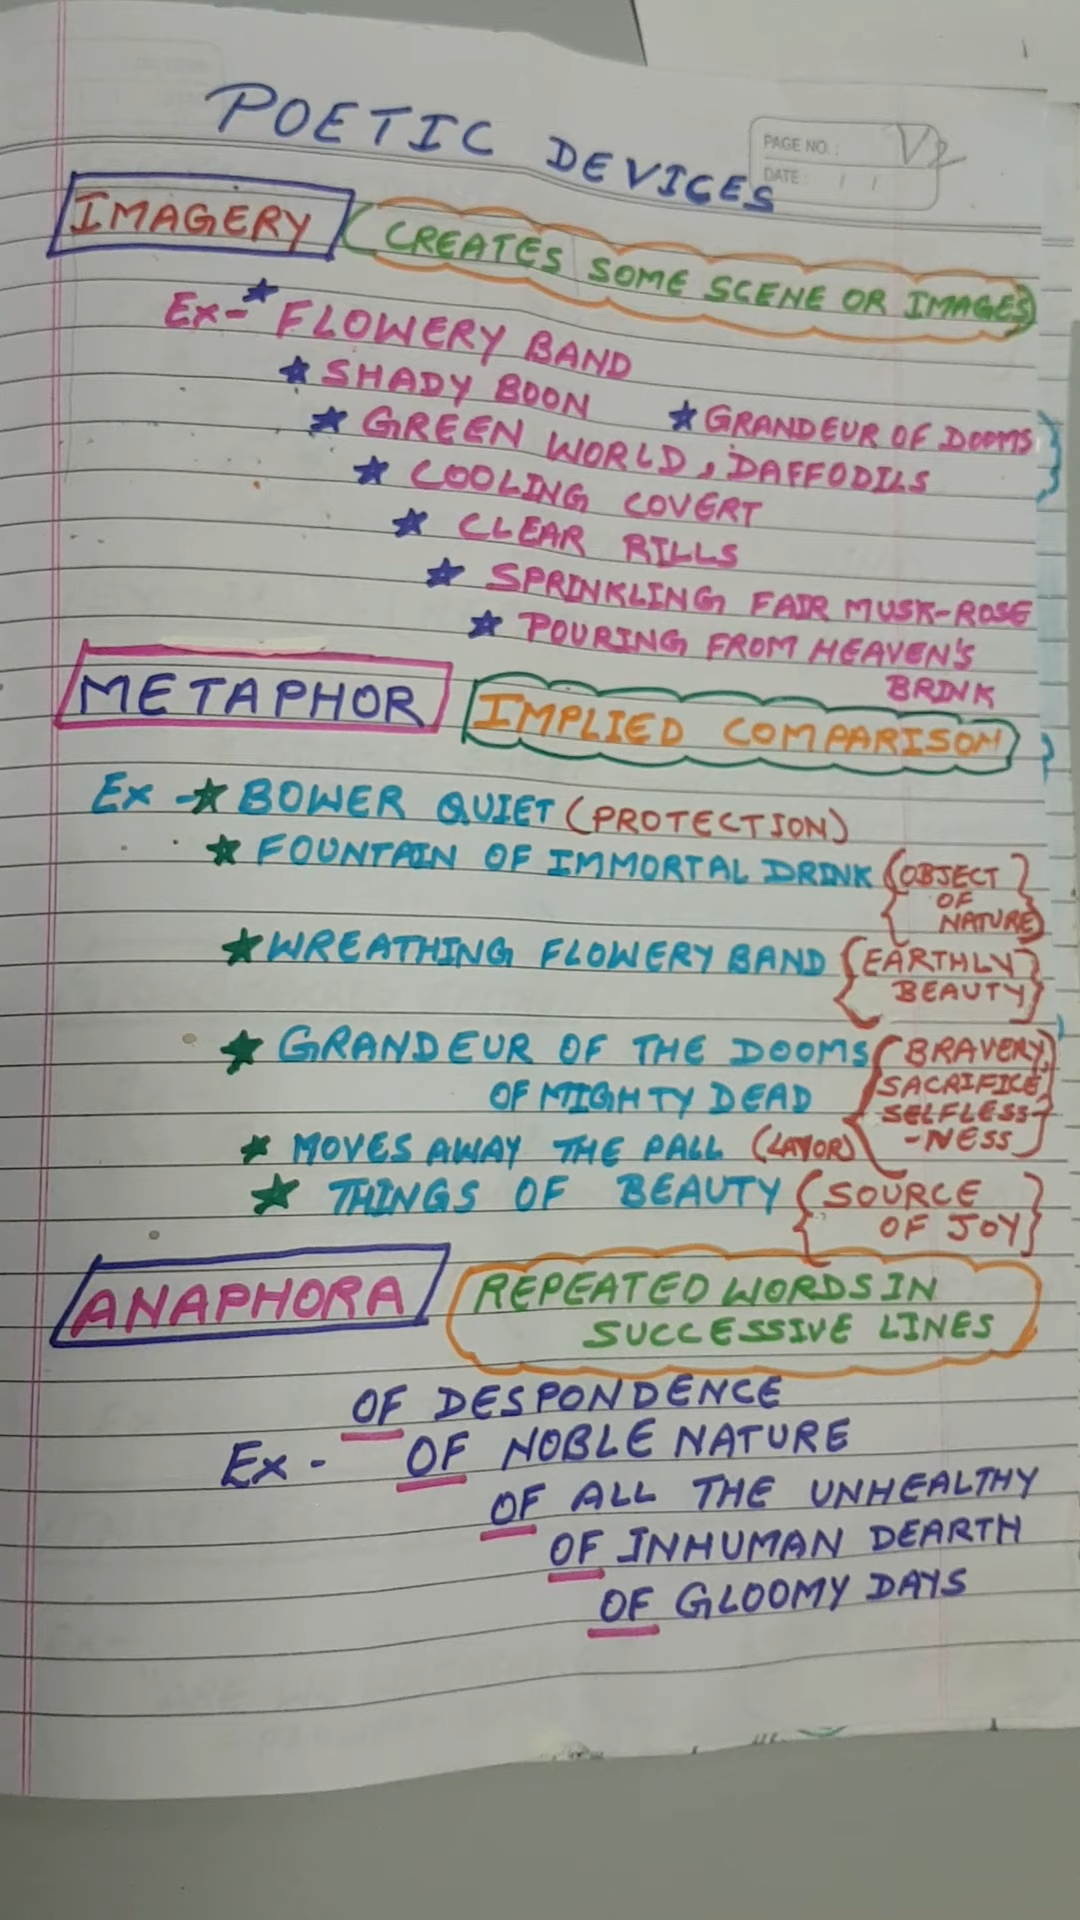 POETIC DEVICES
PAGE NO.: V2
DATE: / /
IMAGERY (CREATES SOME SCENE OR IMAGES)
Ex- ★ FLOWERY BAND
★ SHADY BOON ★ GRANDEUR OF DOOMS
★ GREEN WORLD, DAFFODILS
★ COOLING COVERT
★ CLEAR RILLS
★ SPRINKLING FAIR MUSK-ROSE
★ POURING FROM HEAVEN'S
BRINK
METAPHOR IMPLIED COMPARISON
Ex - ★ BOWER QUIET (PROTECTION)
★ FOUNTAIN OF IMMORTAL DRINK {OBJECT
OF
NATURE}
★ WREATHING FLOWERY BAND {EARTHLY
BEAUTY}
★ GRANDEUR OF THE DOOMS {BRAVERY,
SACRIFICE,
OF MIGHTY DEAD SELFLESS-
-NESS}
★ MOVES AWAY THE PALL (LAYOR)
★ THINGS OF BEAUTY {SOURCE
OF JOY}
ANAPHORA REPEATED WORDS IN
SUCCESSIVE LINES
OF DESPONDENCE
Ex - OF NOBLE NATURE
OF ALL THE UNHEALTHY
OF INHUMAN DEARTH
OF GLOOMY DAYS